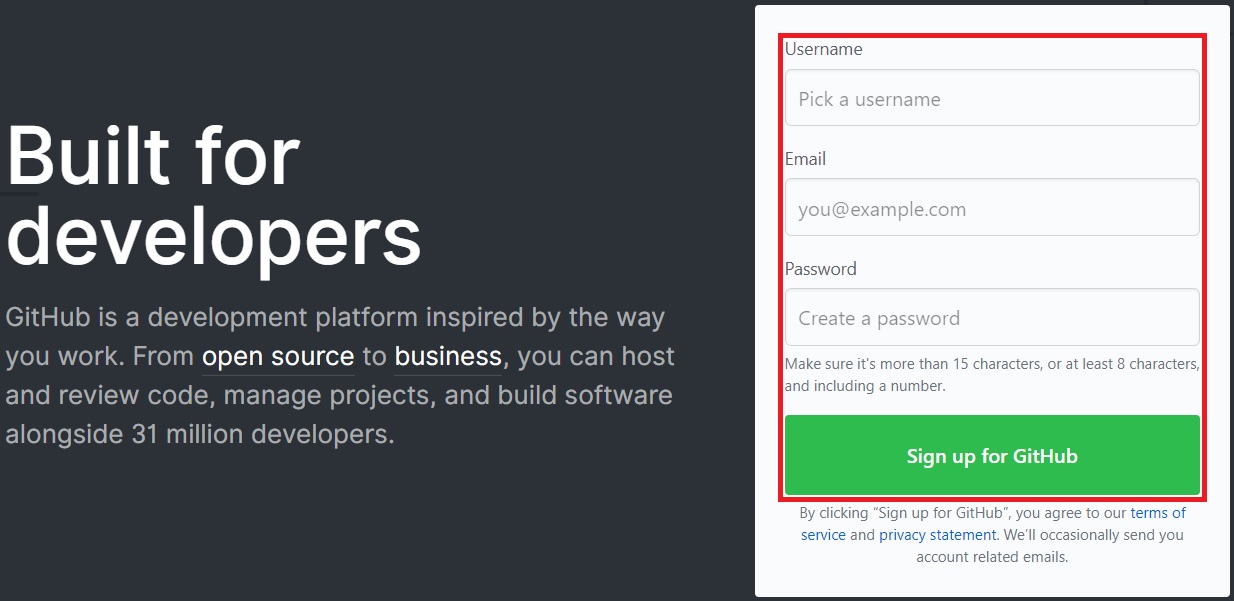 Built for
developers
GitHub is a development platform inspired by the way
you work. From open source to business, you can host
and review code, manage projects, and build software
alongside 31 million developers.
Username
Pick a username
Email
you@example.com
Password
Create a password
Make sure it's more than 15 characters, or at least 8 characters,
and including a number.
Sign up for GitHub
By clicking “Sign up for GitHub”, you agree to our terms of
service and privacy statement. We’ll occasionally send you
account related emails.